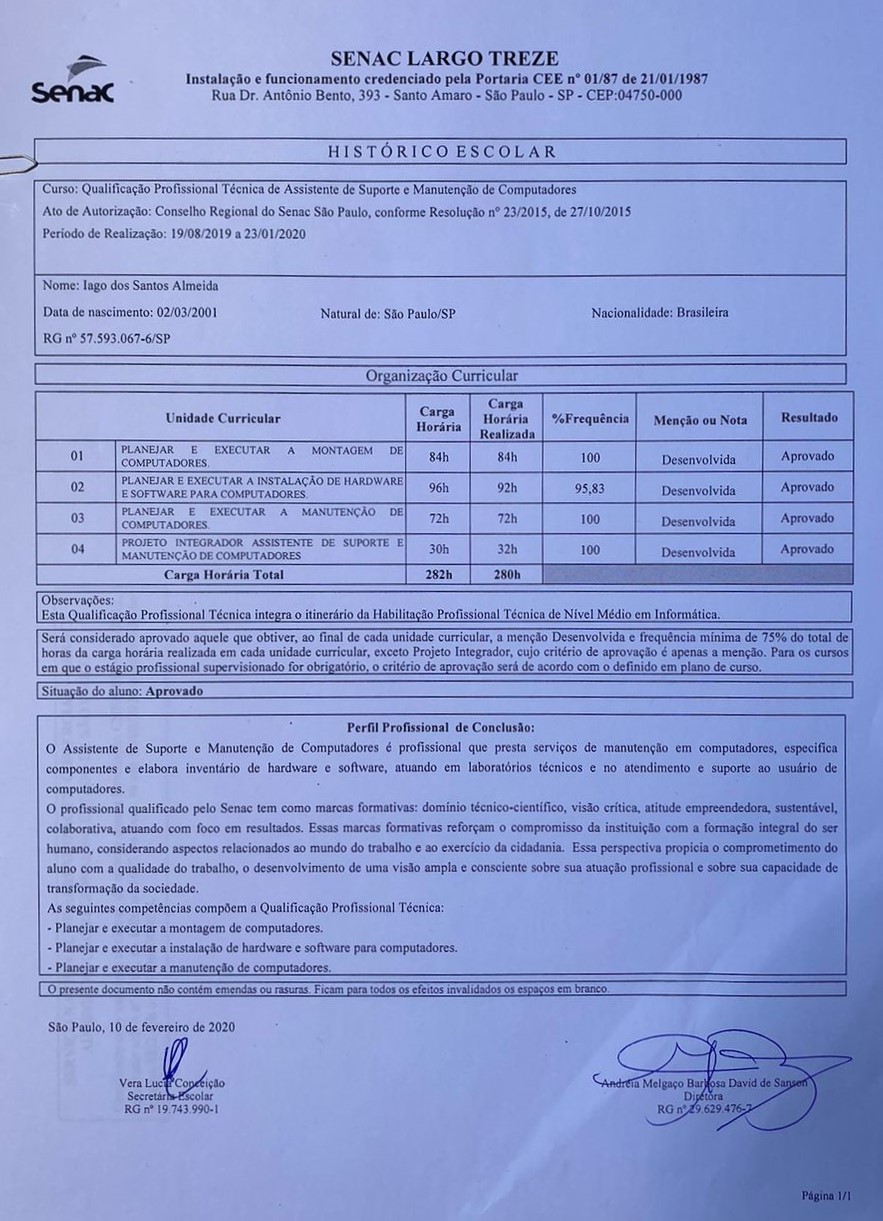 senac
SENAC LARGO TREZE
Instalação e funcionamento credenciado pela Portaria CEE nº 01/87 de 21/01/1987
Rua Dr. Antônio Bento, 393 - Santo Amaro - São Paulo - SP - CEP:04750-000
HISTÓRICO ESCOLAR
Curso: Qualificação Profissional Técnica de Assistente de Suporte e Manutenção de Computadores
Ato de Autorização: Conselho Regional do Senac São Paulo, conforme Resolução nº 23/2015, de 27/10/2015
Período de Realização: 19/08/2019 a 23/01/2020
Nome: Iago dos Santos Almeida
Data de nascimento: 02/03/2001 Natural de: São Paulo/SP Nacionalidade: Brasileira
RG nº 57.593.067-6/SP
Organização Curricular
Unidade Curricular Carga Horária Carga Horária Realizada %Frequência Menção ou Nota Resultado
01 PLANEJAR E EXECUTAR A MONTAGEM DE COMPUTADORES. 84h 84h 100 Desenvolvida Aprovado
02 PLANEJAR E EXECUTAR A INSTALAÇÃO DE HARDWARE E SOFTWARE PARA COMPUTADORES. 96h 92h 95,83 Desenvolvida Aprovado
03 PLANEJAR E EXECUTAR A MANUTENÇÃO DE COMPUTADORES. 72h 72h 100 Desenvolvida Aprovado
04 PROJETO INTEGRADOR ASSISTENTE DE SUPORTE E MANUTENÇÃO DE COMPUTADORES 30h 32h 100 Desenvolvida Aprovado
Carga Horária Total 282h 280h
Observações:
Esta Qualificação Profissional Técnica integra o itinerário da Habilitação Profissional Técnica de Nível Médio em Informática.
Será considerado aprovado aquele que obtiver, ao final de cada unidade curricular, a menção Desenvolvida e frequência mínima de 75% do total de
horas da carga horária realizada em cada unidade curricular, exceto Projeto Integrador, cujo critério de aprovação é apenas a menção. Para os cursos
em que o estágio profissional supervisionado for obrigatório, o critério de aprovação será de acordo com o definido em plano de curso.
Situação do aluno: Aprovado
Perfil Profissional de Conclusão:
O Assistente de Suporte e Manutenção de Computadores é profissional que presta serviços de manutenção em computadores, especifica
componentes e elabora inventário de hardware e software, atuando em laboratórios técnicos e no atendimento e suporte ao usuário de
computadores.
O profissional qualificado pelo Senac tem como marcas formativas: domínio técnico-científico, visão crítica, atitude empreendedora, sustentável,
colaborativa, atuando com foco em resultados. Essas marcas formativas reforçam o compromisso da instituição com a formação integral do ser
humano, considerando aspectos relacionados ao mundo do trabalho e ao exercício da cidadania. Essa perspectiva propicia o comprometimento do
aluno com a qualidade do trabalho, o desenvolvimento de uma visão ampla e consciente sobre sua atuação profissional e sobre sua capacidade de
transformação da sociedade.
As seguintes competências compõem a Qualificação Profissional Técnica:
- Planejar e executar a montagem de computadores.
- Planejar e executar a instalação de hardware e software para computadores.
- Planejar e executar a manutenção de computadores.
O presente documento não contém emendas ou rasuras. Ficam para todos os efeitos invalidados os espaços em branco.
São Paulo, 10 de fevereiro de 2020
Vera Lucia Conceição
Secretária Escolar
RG nº 19.743.990-1
Andréia Melgaço Barbosa David de Sanson
Diretora
RG nº 29.629.476-7
Página 1/1